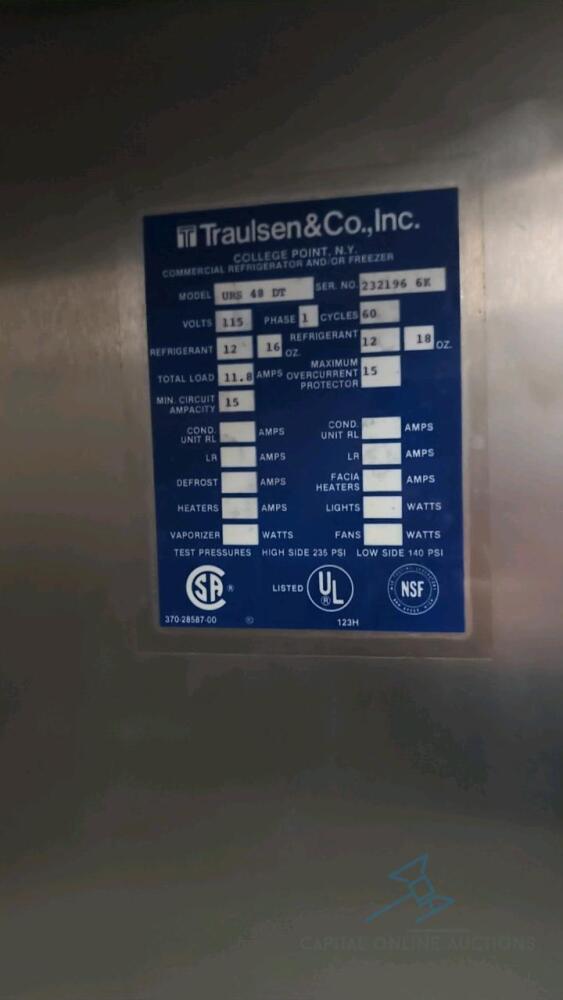 Traulsen&Co.,Inc.
COLLEGE POINT, N.Y.
COMMERCIAL REFRIGERATOR AND/OR FREEZER
MODEL URS 48 DT SER. NO. 232196 6K
VOLTS 115 PHASE 1 CYCLES 60
REFRIGERANT 12 16 OZ. REFRIGERANT 12 18 OZ.
TOTAL LOAD 11.8 AMPS MAXIMUM OVERCURRENT PROTECTOR 15
MIN. CIRCUIT AMPACITY 15
COND. UNIT RL AMPS COND. UNIT RL AMPS
LR AMPS LR AMPS
DEFROST AMPS FACIA HEATERS AMPS
HEATERS AMPS LIGHTS WATTS
VAPORIZER WATTS FANS WATTS
TEST PRESSURES HIGH SIDE 235 PSI LOW SIDE 140 PSI
SA ® LISTED UL ® NSF
370-28587-00 ® 123H
CAPITAL ONLINE AUCTIONS